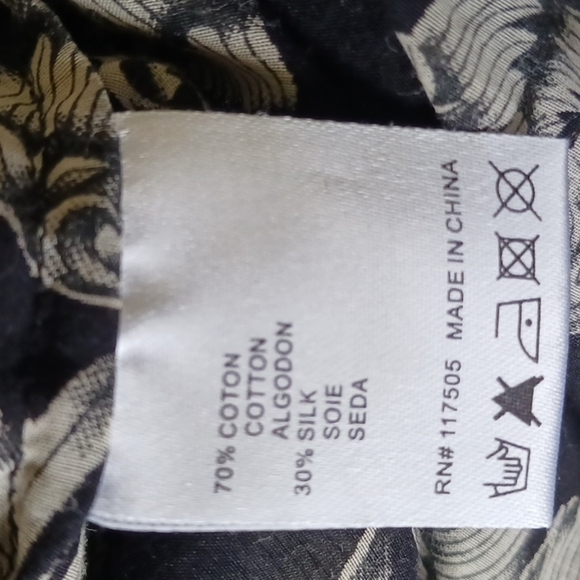 70% COTON
COTTON
ALGODON
30% SILK
SOIE
SEDA
RN# 117505 MADE IN CHINA